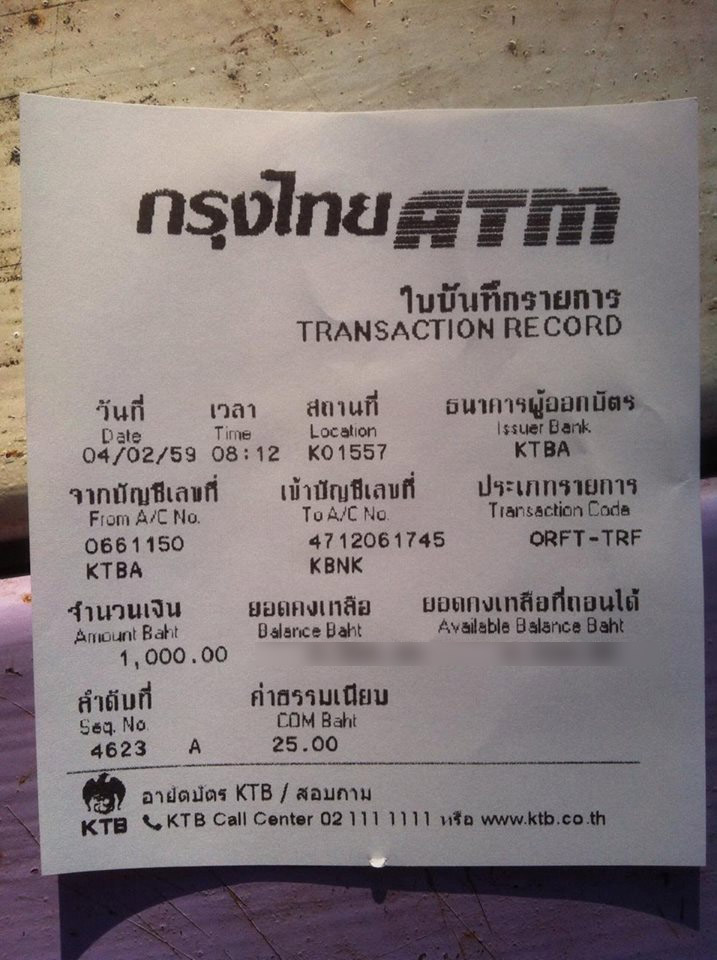 กรุงไทย ATM
ใบบันทึกรายการ
TRANSACTION RECORD
วันที่ เวลา สถานที่ ธนาคารผู้ออกบัตร
Date Time Location Issuer Bank
04/02/59 08:12 K01557 KTBA
จากบัญชีเลขที่ เข้าบัญชีเลขที่ ประเภทรายการ
From A/C No. To A/C No. Transaction Code
0661150 4712061745 ORFT-TRF
KTBA KBNK
จำนวนเงิน ยอดคงเหลือ ยอดคงเหลือที่ถอนได้
Amount Baht Balance Baht Available Balance Baht
1,000.00
ลำดับที่ ค่าธรรมเนียม
Seq. No. COM Baht
4623 A 25.00
อายัดบัตร KTB / สอบถาม
KTB KTB Call Center 02 111 1111 หรือ www.ktb.co.th